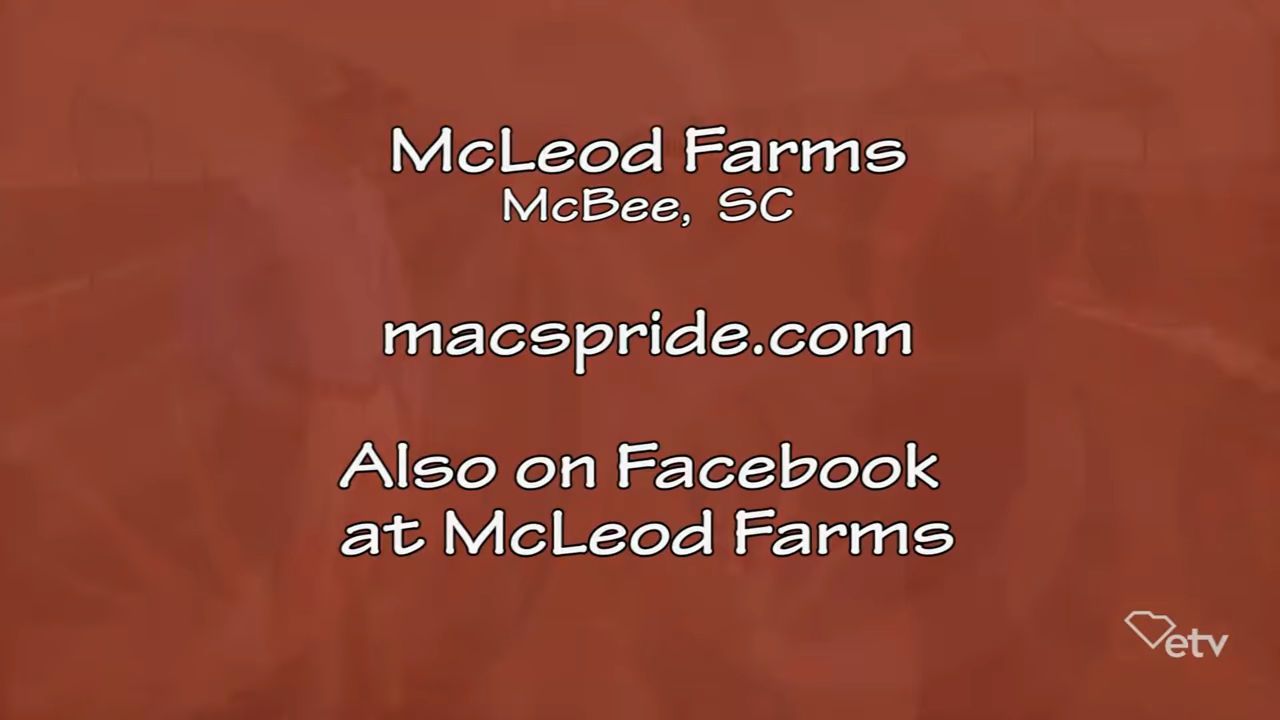 McLeod Farms
McBee, SC
macspride.com
Also on Facebook
at McLeod Farms
etv